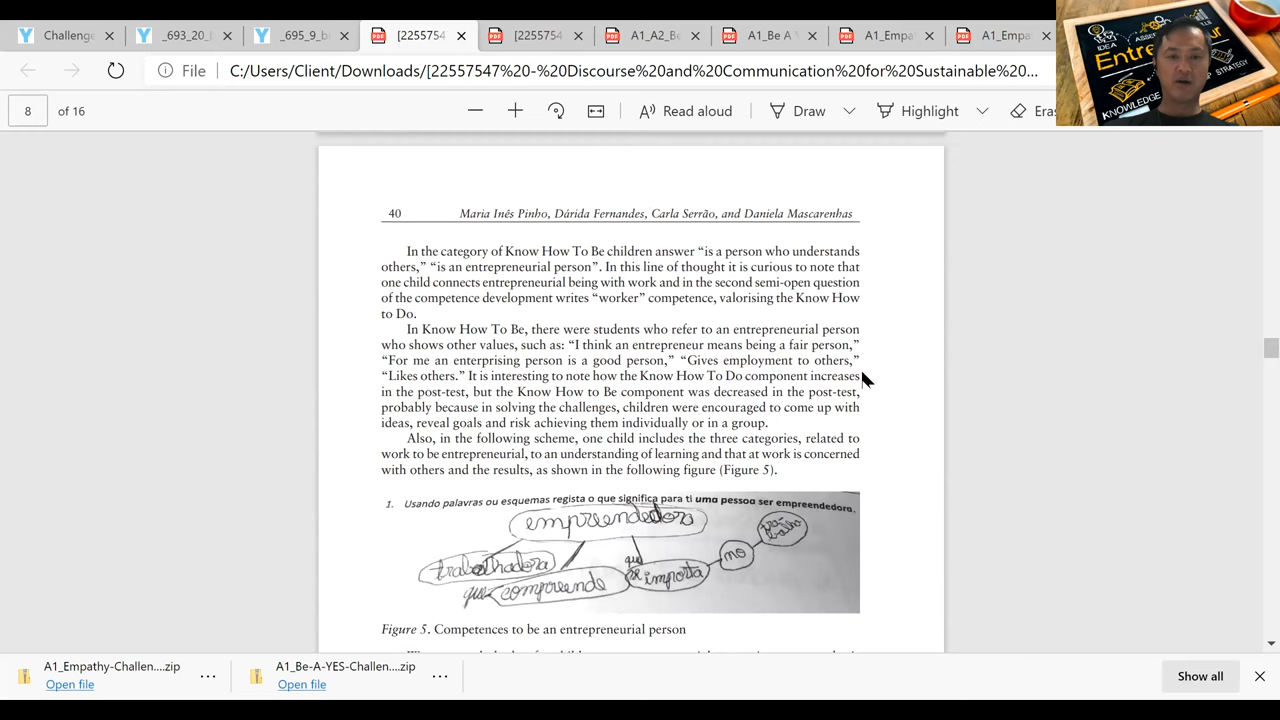 Challeng
_693_20_b
_695_9_b
[2255754
[2255754
A1_A2_Be
A1_Be A Y
A1_Empat
A1_Empa
File
C:/Users/Client/Downloads/[22557547%20-%20Discourse%20and%20Communication%20for%20Sustainable%20...
8 of 16
Read aloud
Draw
Highlight
Eras
IDEA
Entre ur
STRATEGY
KNOWLEDGE
40 Maria Inês Pinho, Dárida Fernandes, Carla Serrão, and Daniela Mascarenhas
In the category of Know How To Be children answer “is a person who understands
others,” “is an entrepreneurial person”. In this line of thought it is curious to note that
one child connects entrepreneurial being with work and in the second semi-open question
of the competence development writes “worker” competence, valorising the Know How
to Do.
In Know How To Be, there were students who refer to an entrepreneurial person
who shows other values, such as: “I think an entrepreneur means being a fair person,”
“For me an enterprising person is a good person,” “Gives employment to others,”
“Likes others.” It is interesting to note how the Know How To Do component increases
in the post-test, but the Know How to Be component was decreased in the post-test,
probably because in solving the challenges, children were encouraged to come up with
ideas, reveal goals and risk achieving them individually or in a group.
Also, in the following scheme, one child includes the three categories, related to
work to be entrepreneurial, to an understanding of learning and that at work is concerned
with others and the results, as shown in the following figure (Figure 5).
1. Usando palavras ou esquemas regista o que significa para ti uma pessoa ser empreendedora.
empreendedora
trabalhadora
que compreende
que se importa
no
trabalho
Figure 5. Competences to be an entrepreneurial person
A1_Empathy-Challen....zip
Open file
A1_Be-A-YES-Challen....zip
Open file
Show all